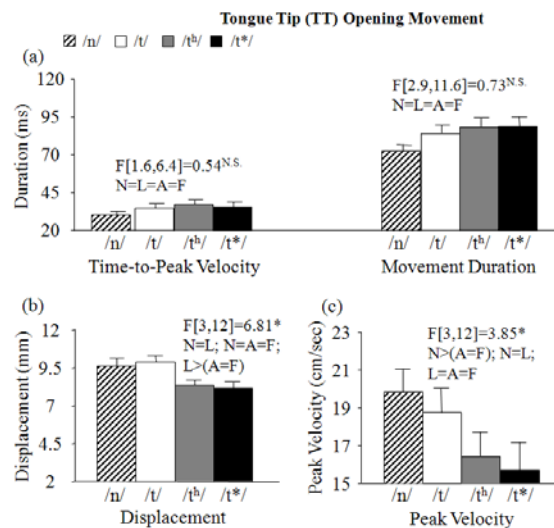 Tongue Tip (TT) Opening Movement
/n/ /t/ /tʰ/ /t*/
(a)
Duration (ms)
120
95
70
45
20
F[1.6,6.4]=0.54N.S.
N=L=A=F
F[2.9,11.6]=0.73N.S.
N=L=A=F
/n/ /t/ /tʰ/ /t*/
/n/ /t/ /tʰ/ /t*/
Time-to-Peak Velocity
Movement Duration
(b)
Displacement (mm)
12
9.5
7
4.5
2
F[3,12]=6.81*
N=L; N=A=F;
L>(A=F)
/n/ /t/ /tʰ/ /t*/
Displacement
(c)
Peak Velocity (cm/sec)
23
21
19
17
15
F[3,12]=3.85*
N>(A=F); N=L;
L=A=F
/n/ /t/ /tʰ/ /t*/
Peak Velocity